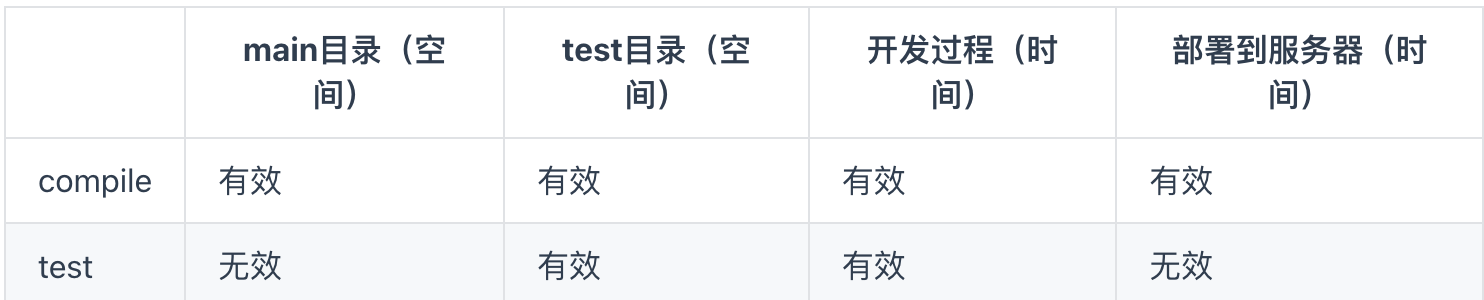 main目录（空间） test目录（空间） 开发过程（时间） 部署到服务器（时间）
compile 有效 有效 有效 有效
test 无效 有效 有效 无效